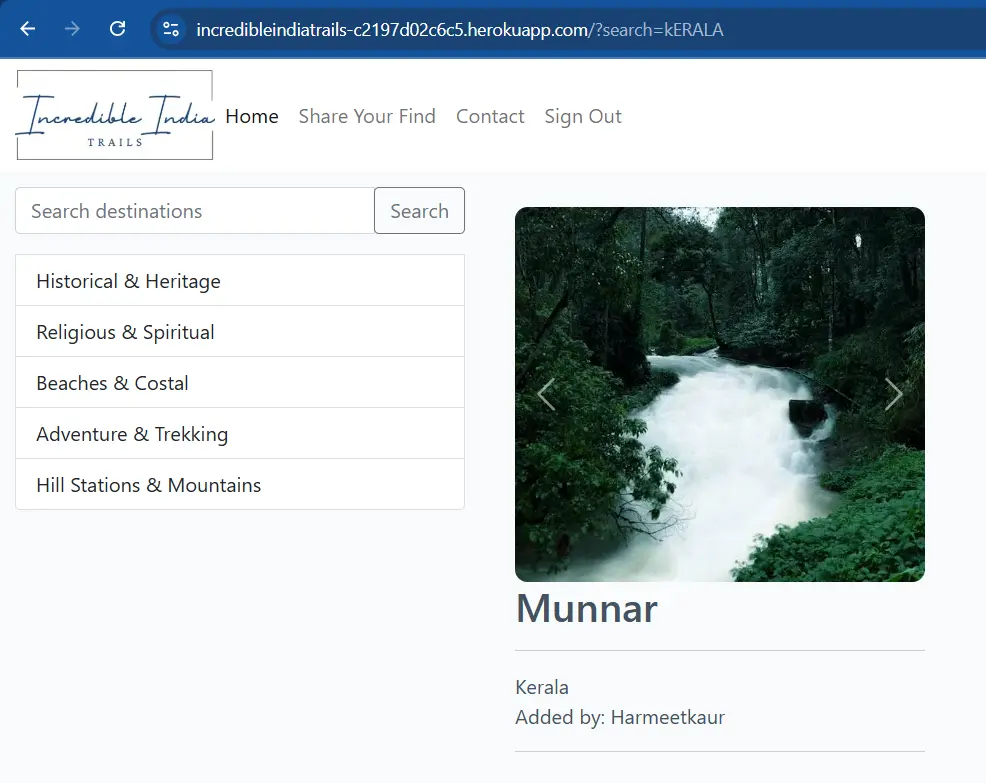 incredibleindiatrails-c2197d02c6c5.herokuapp.com/?search=kERALA
Incredible India
TRAILS
Home Share Your Find Contact Sign Out
Search destinations Search
Historical & Heritage
Religious & Spiritual
Beaches & Costal
Adventure & Trekking
Hill Stations & Mountains
Munnar
Kerala
Added by: Harmeetkaur